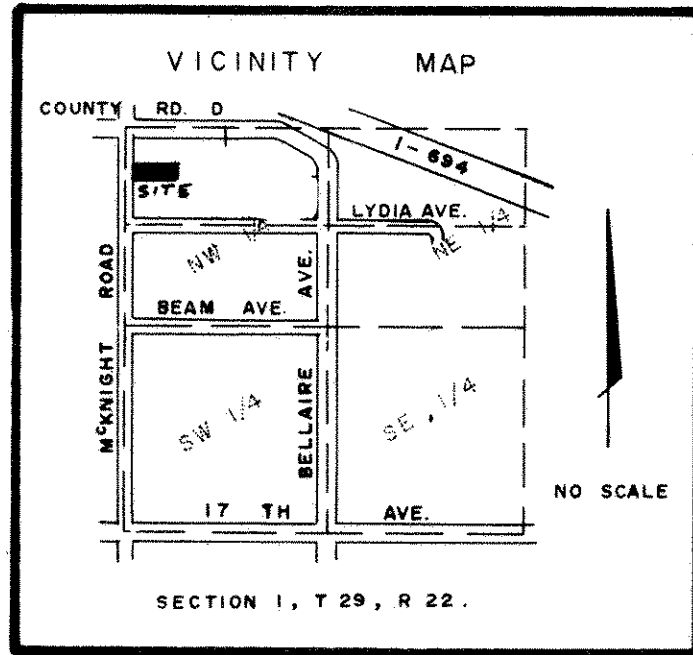 VICINITY MAP
COUNTY RD. D
I-694
SITE
LYDIA AVE.
NW 1/4
NE 1/4
ROAD
AVE.
BEAM AVE.
McKNIGHT
BELLAIRE
SW 1/4
SE. 1/4
NO SCALE
17 TH AVE.
SECTION 1, T 29, R 22.